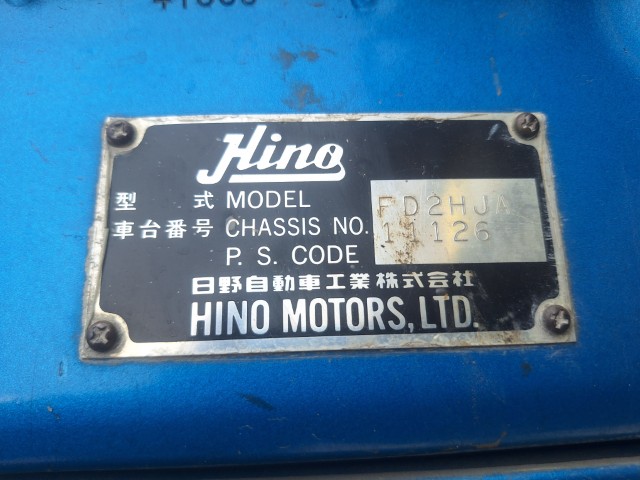 Hino
型 式 MODEL FD2HJA
車台番号 CHASSIS NO. 11126
P. S. CODE
日野自動車工業株式会社
HINO MOTORS, LTD.